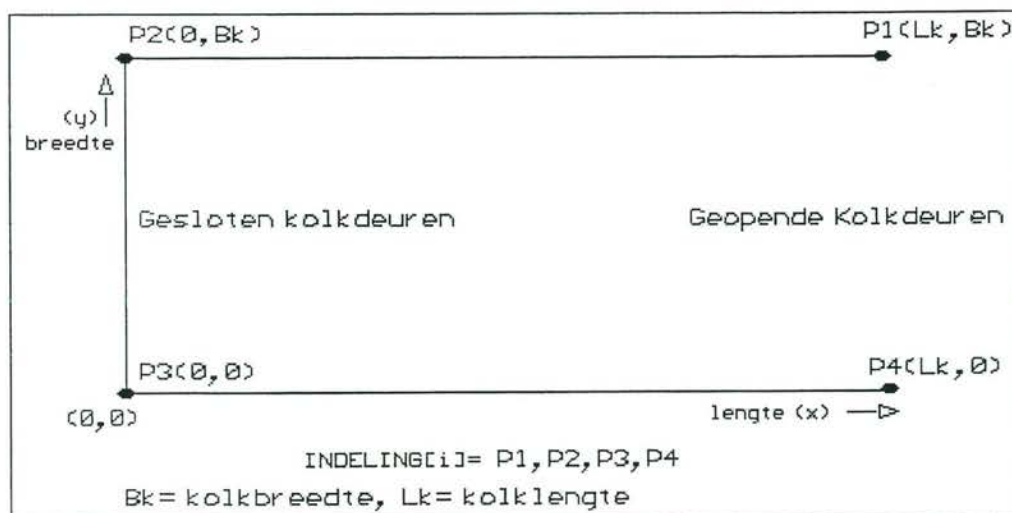 P2(0,Bk)
P1(Lk,Bk)
(y)
breedte
Gesloten kolkdeuren
Geopende Kolkdeuren
P3(0,0)
P4(Lk,0)
(0,0)
lengte (x)
INDELING[i]= P1,P2,P3,P4
Bk= kolkbreedte, Lk= kolklengte